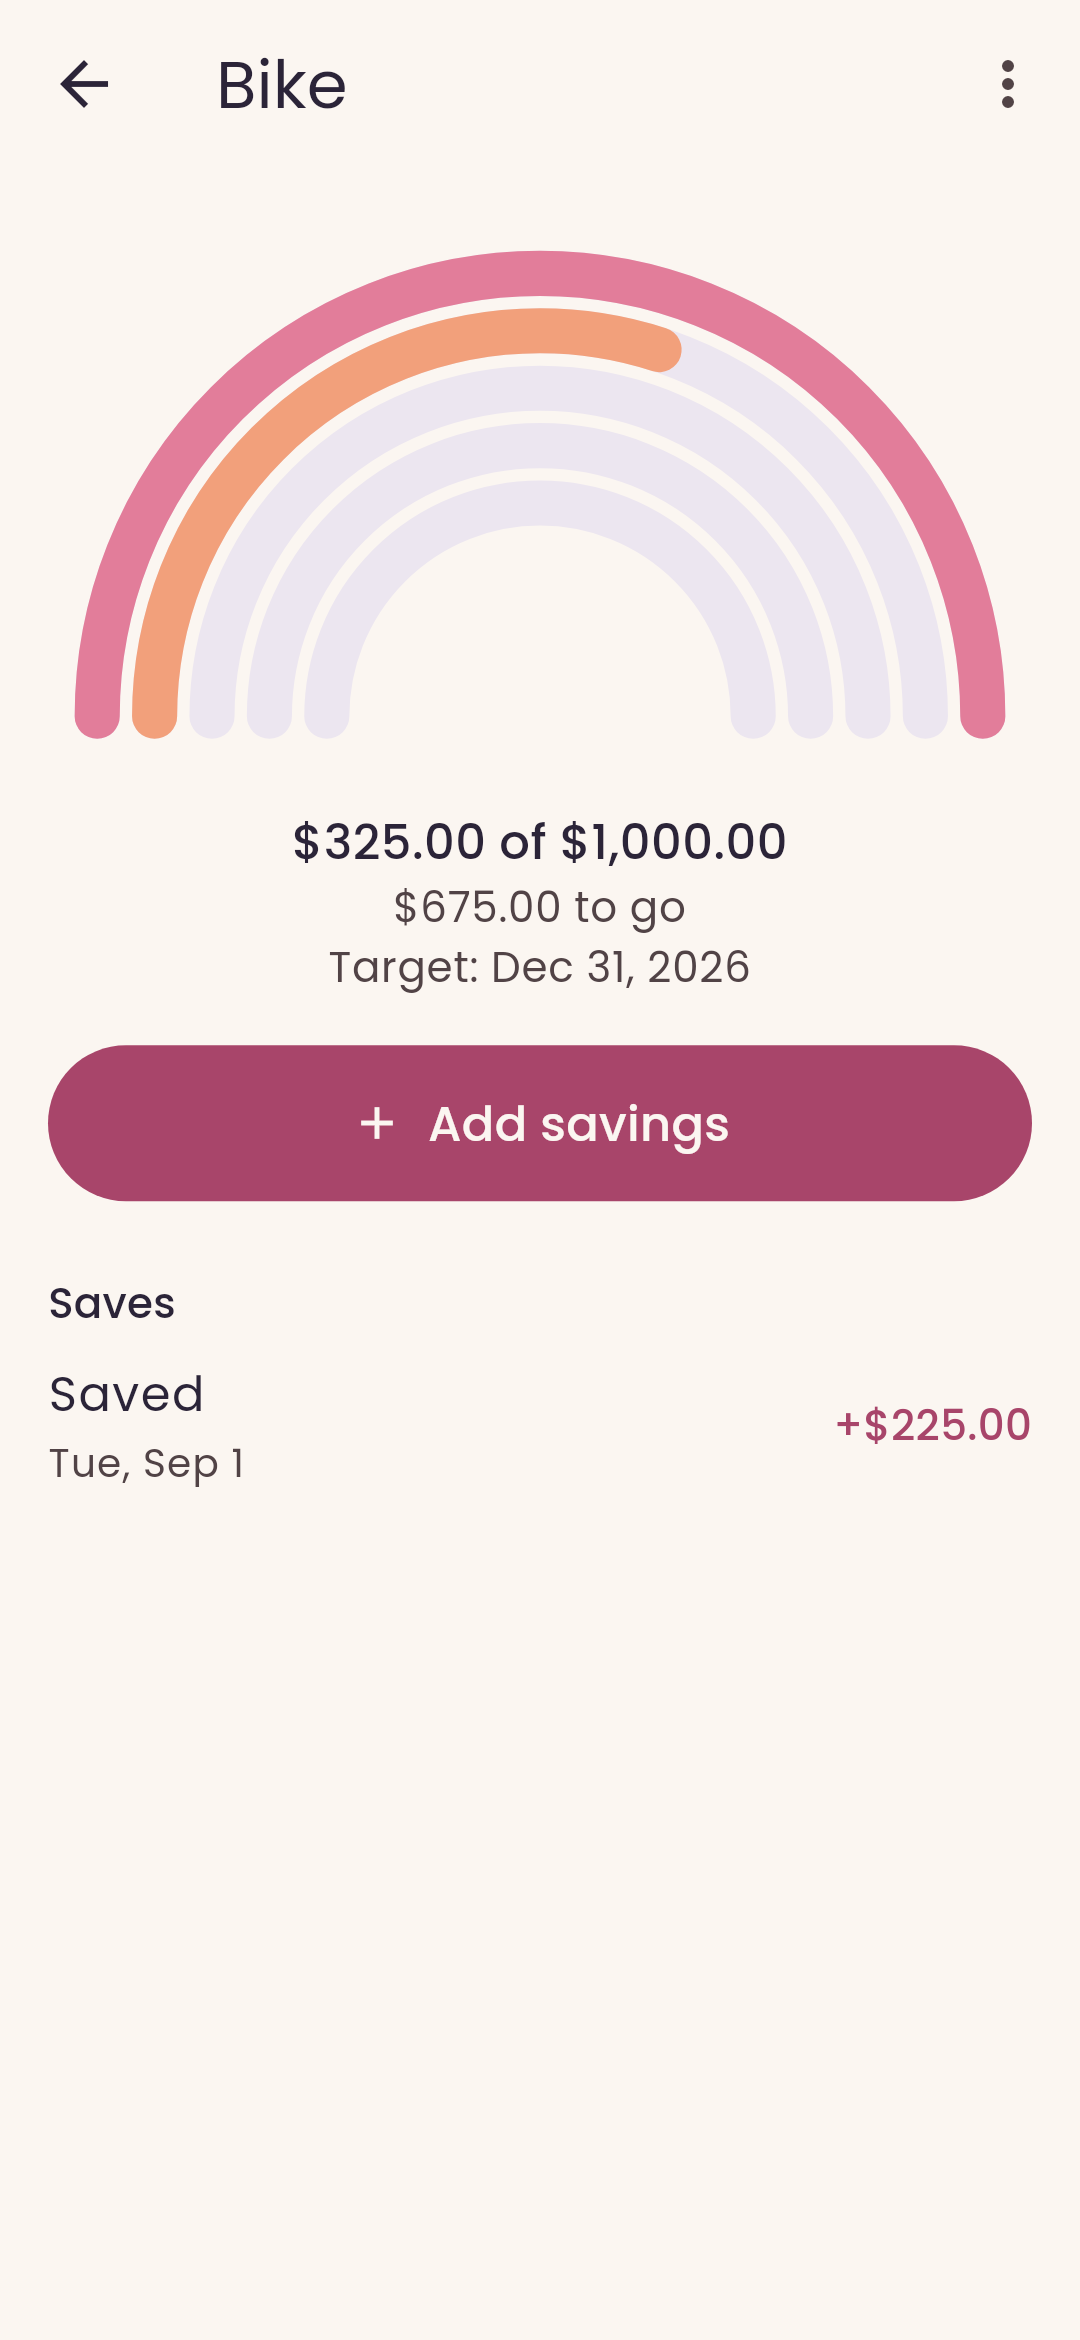 Bike
$325.00 of $1,000.00
$675.00 to go
Target: Dec 31, 2026
+ Add savings
Saves
Saved
Tue, Sep 1
+$225.00